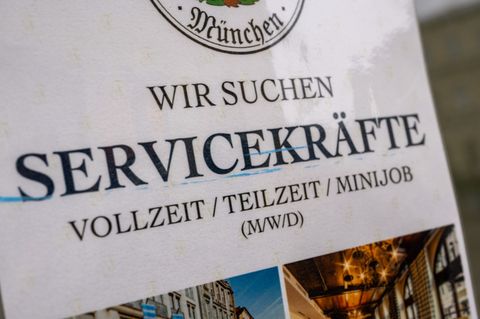 · München ·
WIR SUCHEN
SERVICEKRÄFTE
VOLLZEIT / TEILZEIT / MINIJOB
(M/W/D)